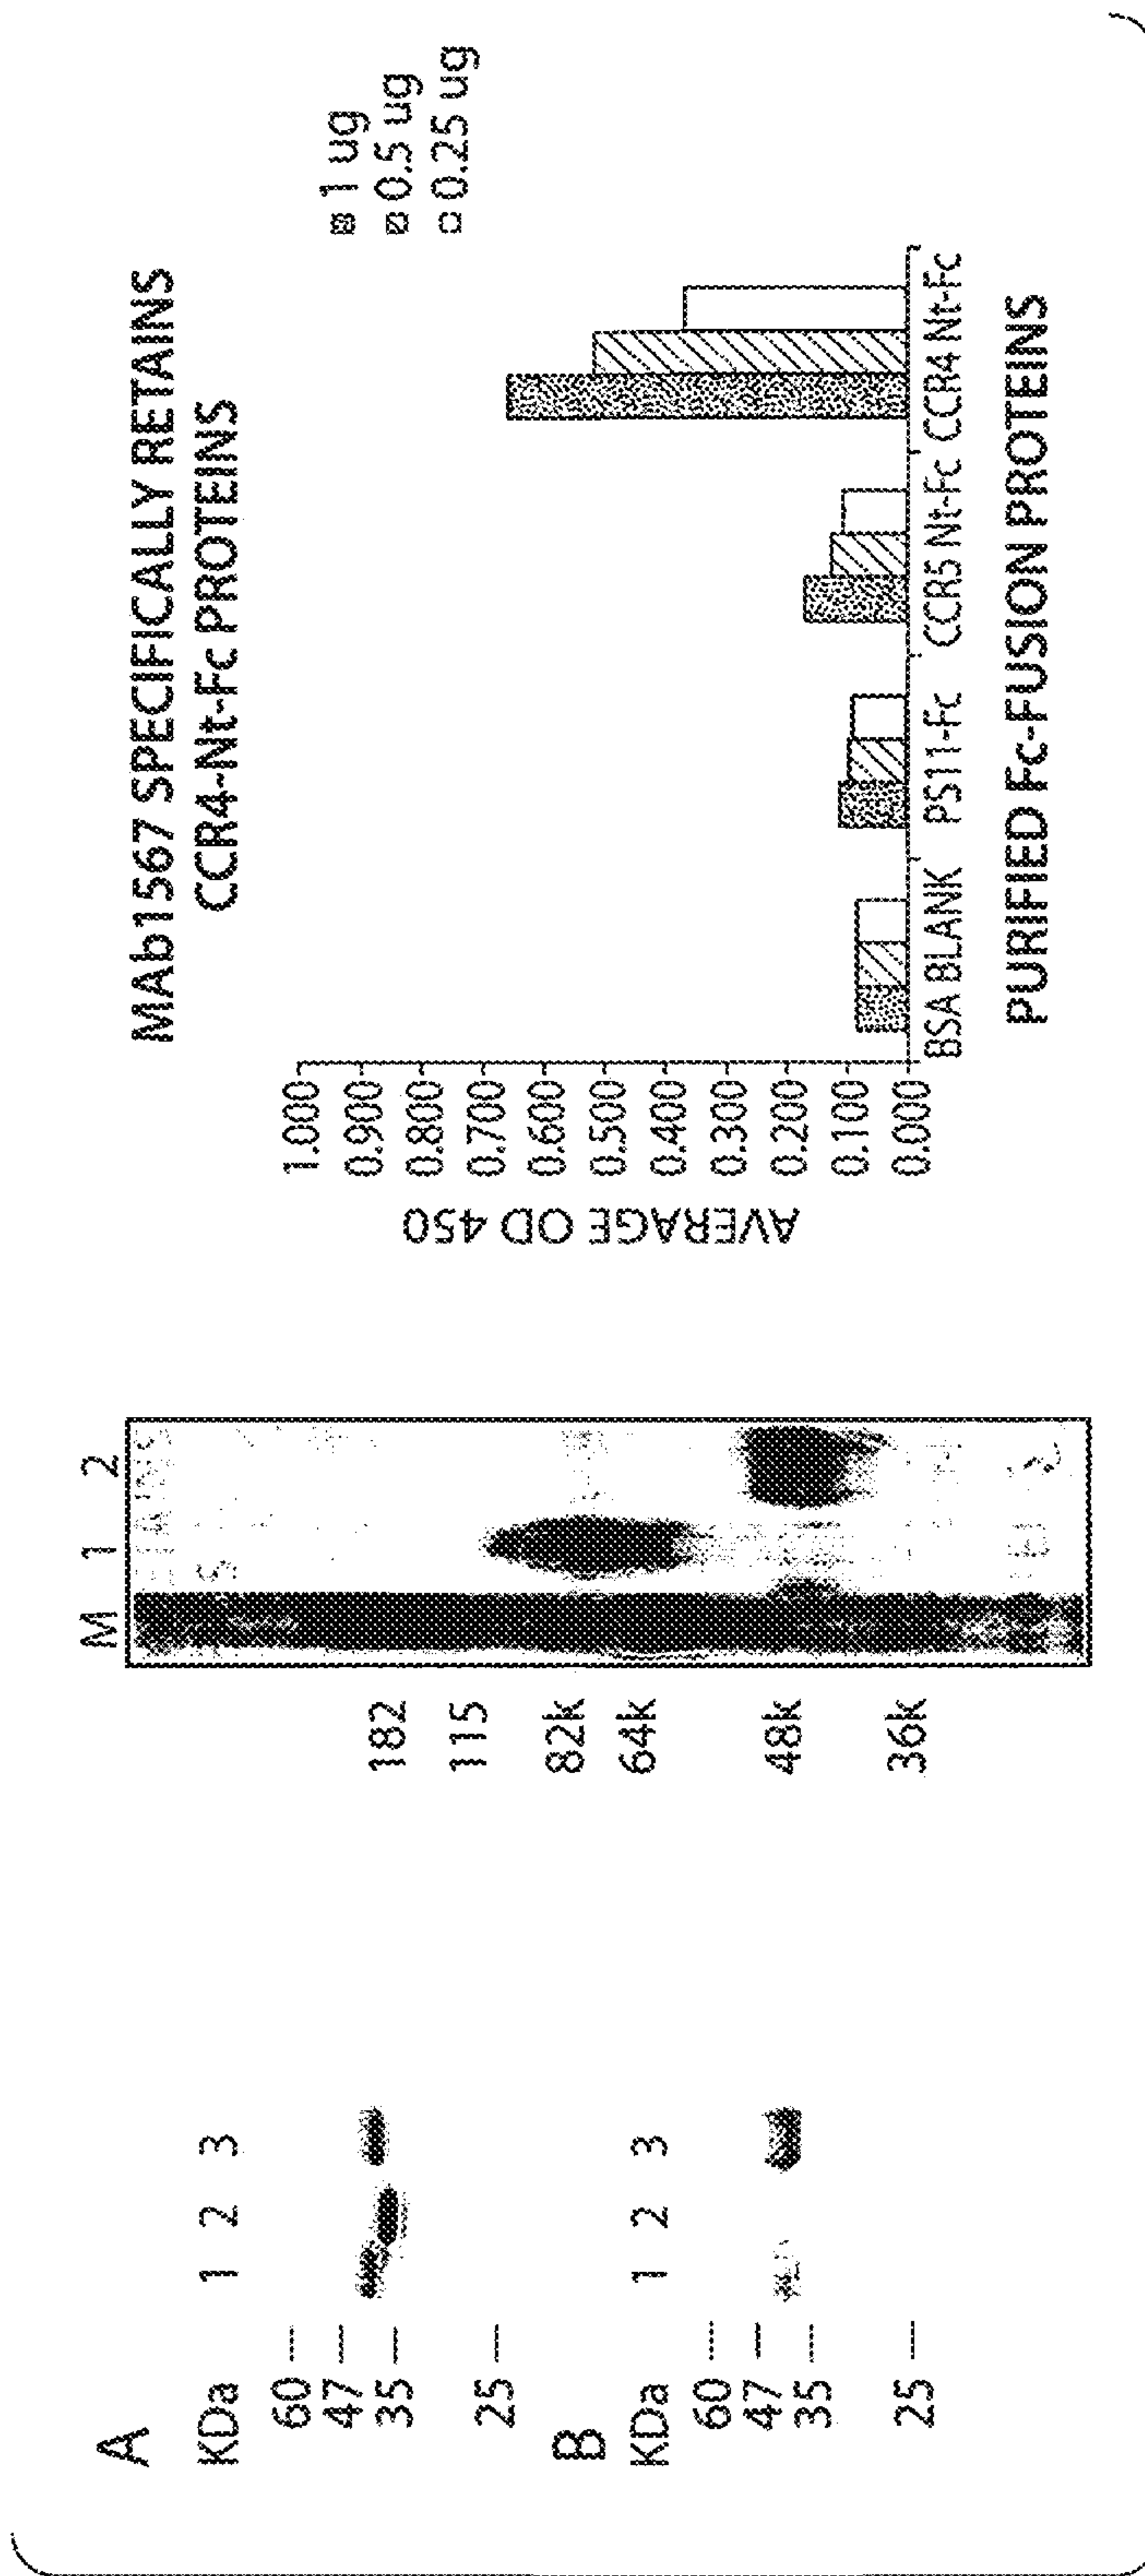 A
KDa 1 2 3
60
47
35
25
B
KDa 1 2 3
60
47
35
25
M 1 2
182
115
82k
64k
48k
36k
MAb1567 SPECIFICALLY RETAINS
CCR4-Nt-Fc PROTEINS
1 ug
0.5 ug
0.25 ug
AVERAGE OD 450
1.000
0.900
0.800
0.700
0.600
0.500
0.400
0.300
0.200
0.100
0.000
BSA BLANK PS11-Fc CCR5 Nt-Fc CCR4 Nt-Fc
PURIFIED Fc-FUSION PROTEINS